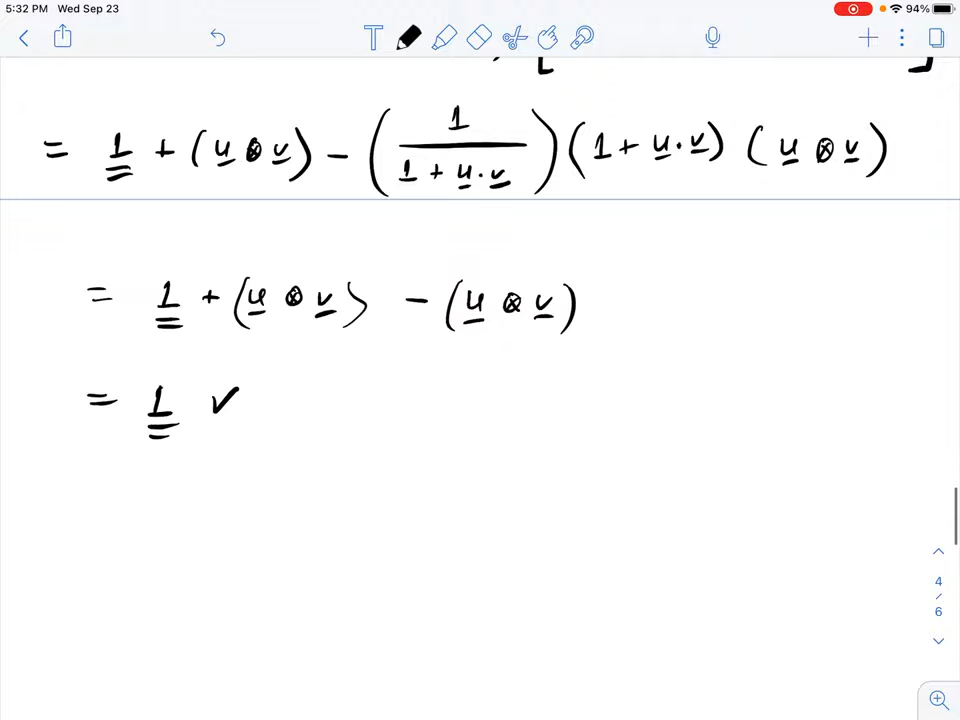 5:32 PM Wed Sep 23 94%
T
= 1 + (u ⊗ v) − (1 / (1 + u · v)) (1 + u · v) (u ⊗ v)
= 1 + (u ⊗ v) − (u ⊗ v)
= 1 ✓
4
/
6